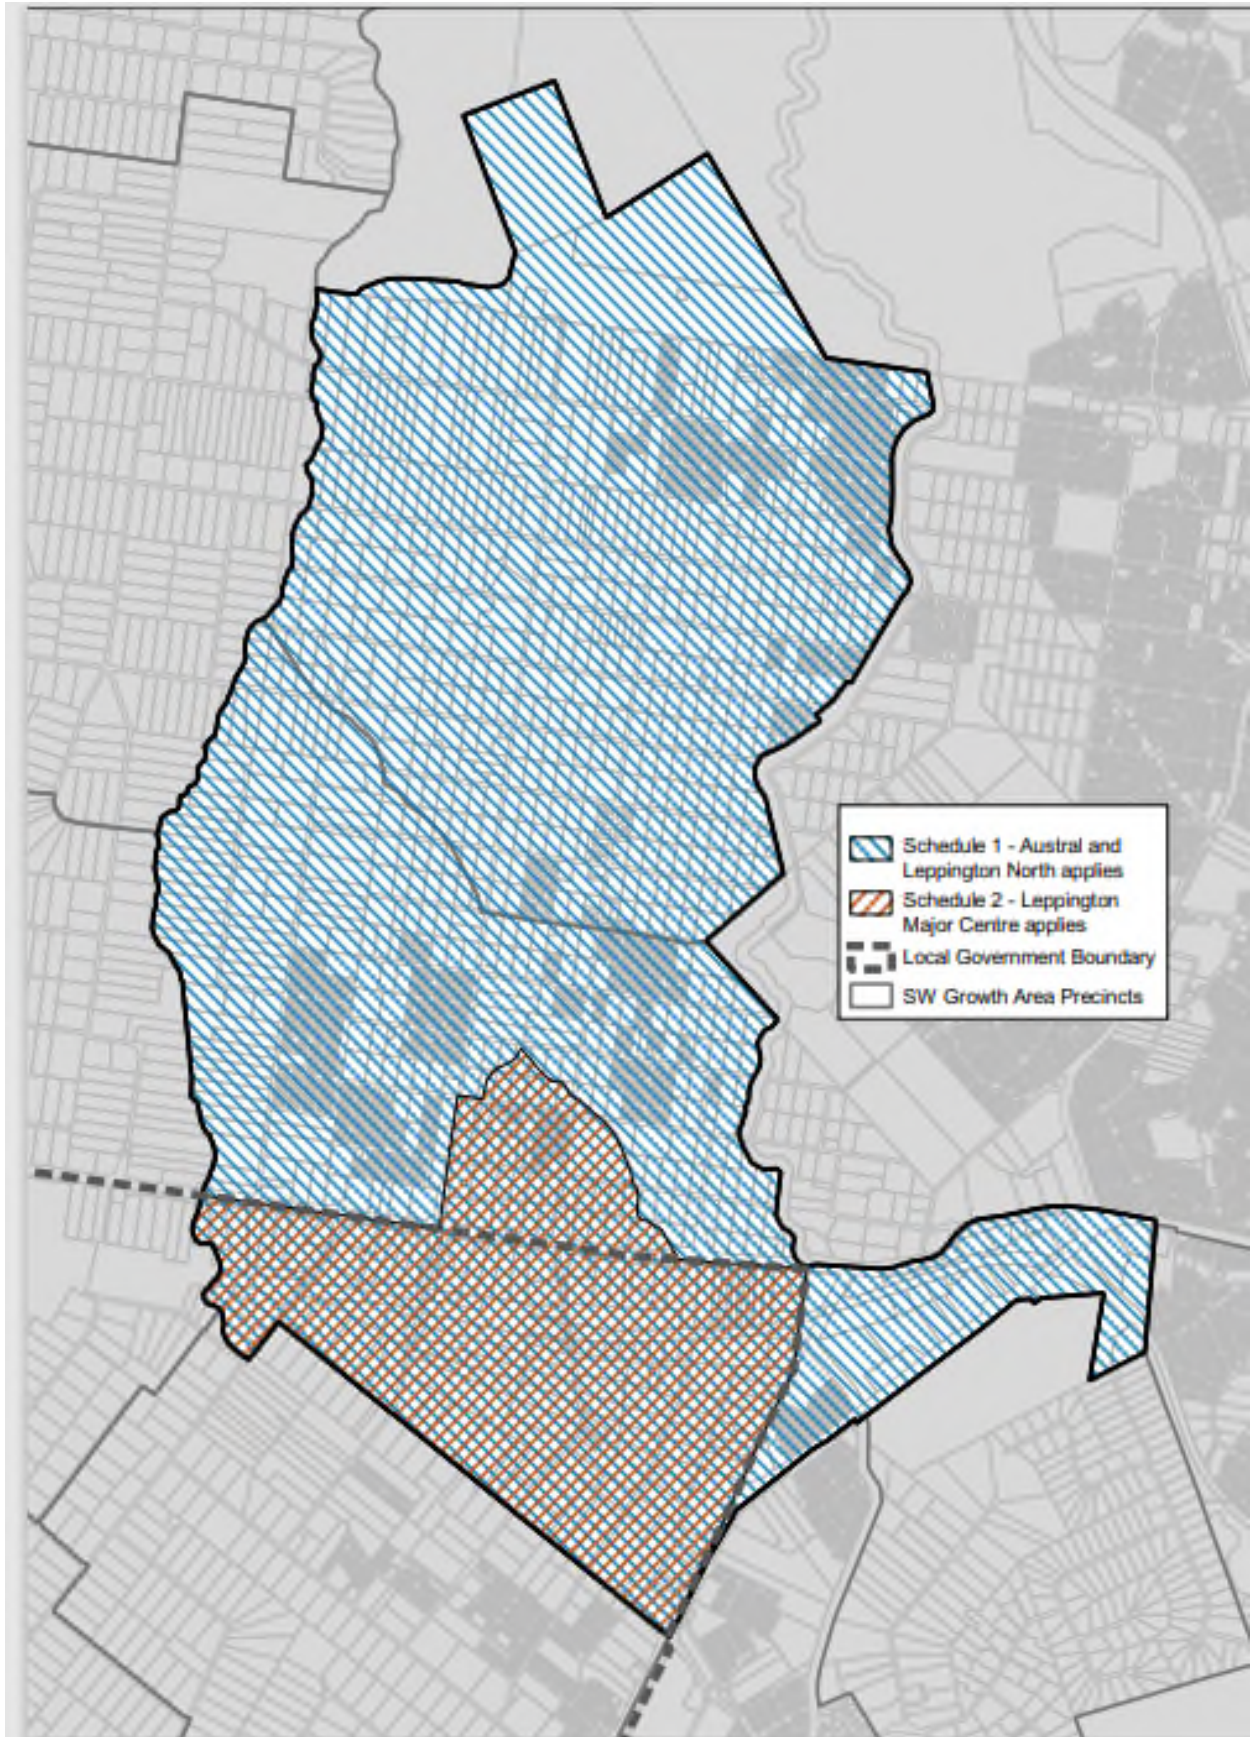 Schedule 1 - Austral and
Leppington North applies
Schedule 2 - Leppington
Major Centre applies
Local Government Boundary
SW Growth Area Precincts